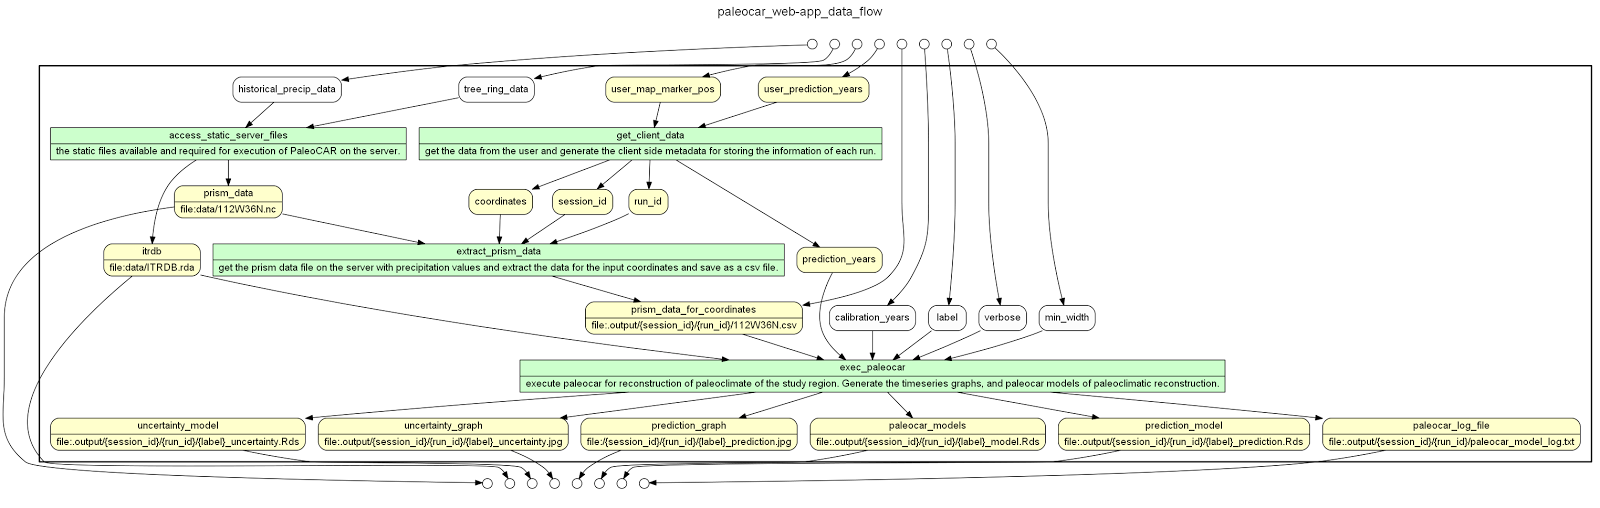 paleocar_web-app_data_flow
historical_precip_data
tree_ring_data
user_map_marker_pos
user_prediction_years
access_static_server_files
the static files available and required for execution of PaleoCAR on the server.
get_client_data
get the data from the user and generate the client side metadata for storing the information of each run.
prism_data
file:data/112W36N.nc
coordinates
session_id
run_id
itrdb
file:data/ITRDB.rda
extract_prism_data
get the prism data file on the server with precipitation values and extract the data for the input coordinates and save as a csv file.
prediction_years
prism_data_for_coordinates
file:.output/{session_id}/{run_id}/112W36N.csv
calibration_years
label
verbose
min_width
exec_paleocar
execute paleocar for reconstruction of paleoclimate of the study region. Generate the timeseries graphs, and paleocar models of paleoclimatic reconstruction.
uncertainty_model
file:.output/{session_id}/{run_id}/{label}_uncertainty.Rds
uncertainty_graph
file:.output/{session_id}/{run_id}/{label}_uncertainty.jpg
prediction_graph
file:/{session_id}/{run_id}/{label}_prediction.jpg
paleocar_models
file:.output/{session_id}/{run_id}/{label}_model.Rds
prediction_model
file:.output/{session_id}/{run_id}/{label}_prediction.Rds
paleocar_log_file
file:.output/{session_id}/{run_id}/paleocar_model_log.txt